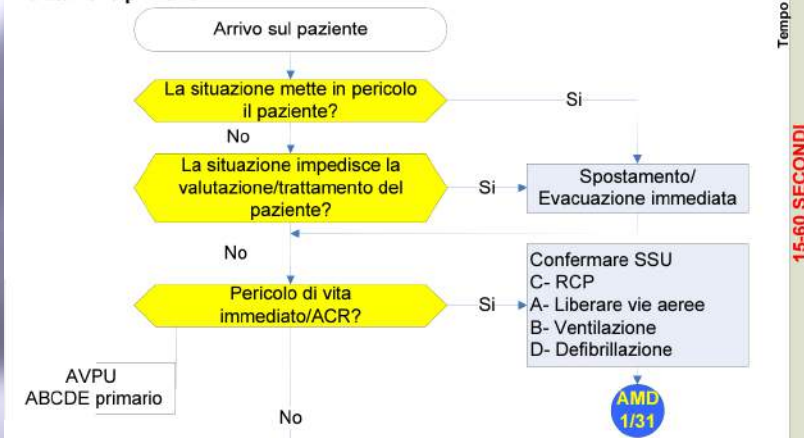 Arrivo sul paziente
Tempo
La situazione mette in pericolo
il paziente?
Si
No
La situazione impedisce la
valutazione/trattamento del
paziente?
Si
Spostamento/
Evacuazione immediata
15-60 SECONDI
No
Pericolo di vita
immediato/ACR?
Si
Confermare SSU
C- RCP
A- Liberare vie aeree
B- Ventilazione
D- Defibrillazione
AVPU
ABCDE primario
No
AMD
1/31